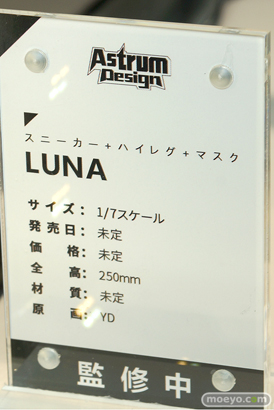 Astrum
Design
スニーカー+ハイレグ+マスク
LUNA
サイズ: 1/7スケール
発売日: 未定
価格: 未定
全高: 250mm
材質: 未定
原画: YD
監修中
moeyo.com